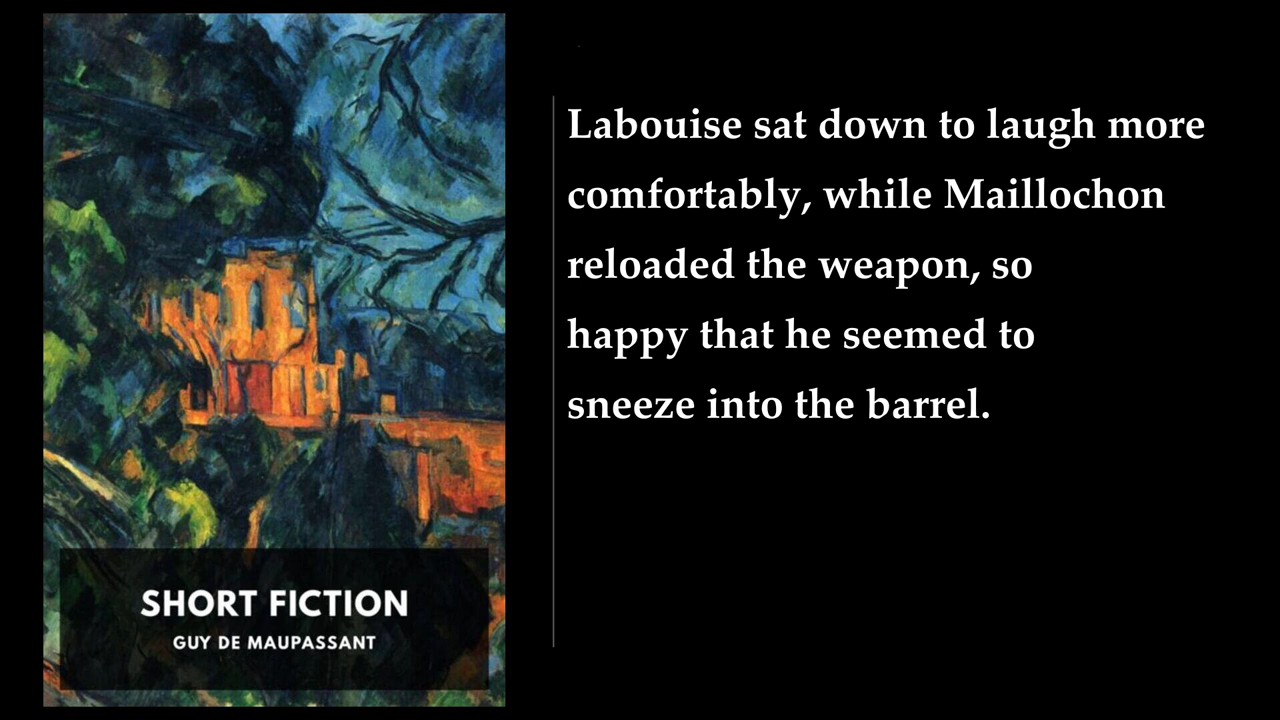 Labouise sat down to laugh more
comfortably, while Maillochon
reloaded the weapon, so
happy that he seemed to
sneeze into the barrel.
SHORT FICTION
GUY DE MAUPASSANT